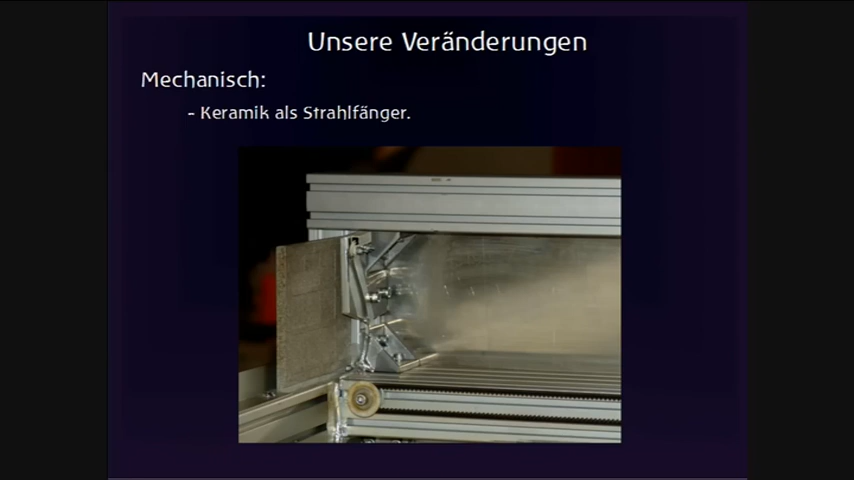 Unsere Veränderungen
Mechanisch:
- Keramik als Strahlfänger.